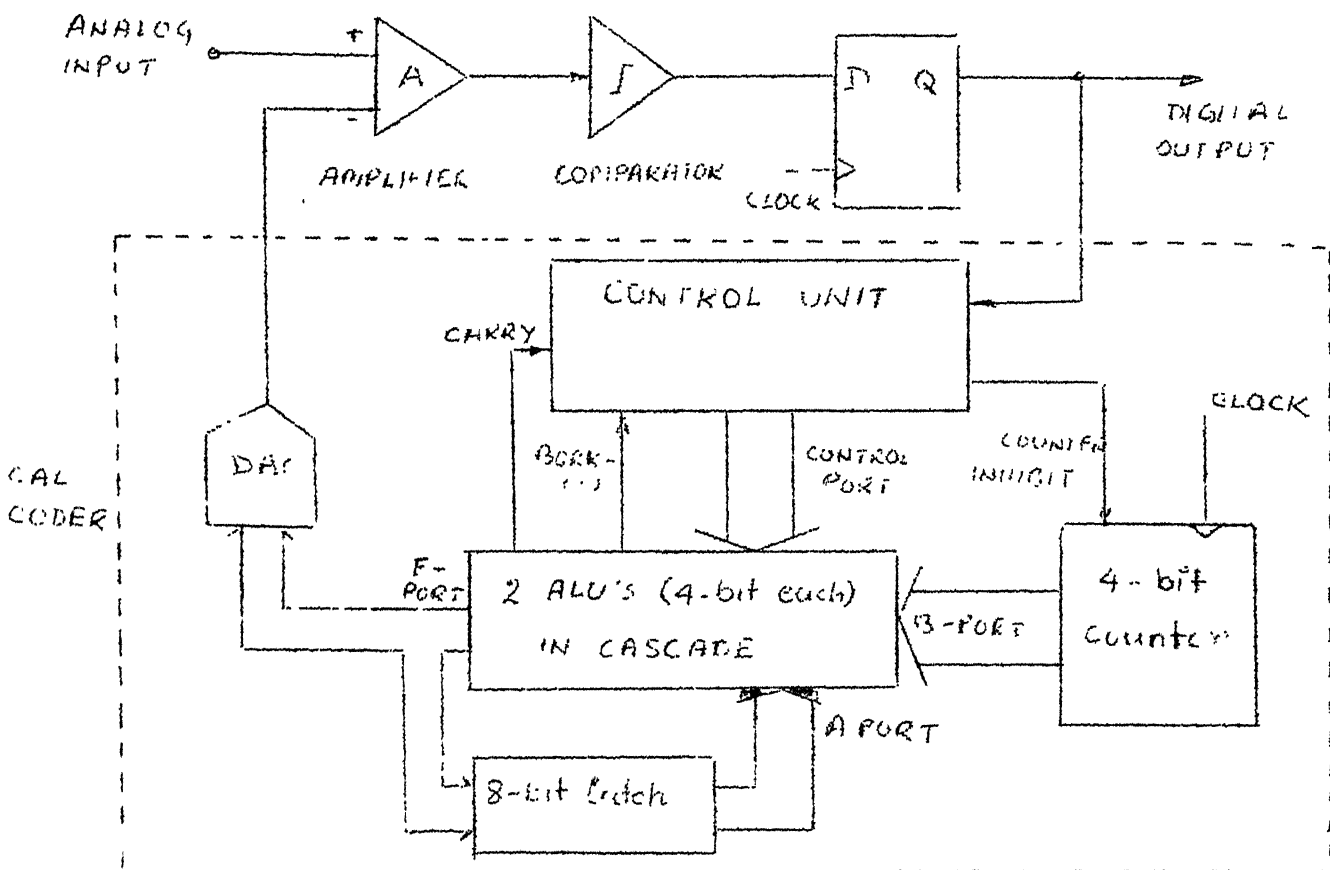 ANALOG
INPUT
+
-
A
AMPLIFIER
COMPARATOR
D Q
CLOCK
DIGITAL
OUTPUT
CONTROL UNIT
CARRY
CLOCK
DAC
CONTROL
PORT
COUNTER
INHIBIT
CAL
CODER
F-
PORT
2 ALU's (4-bit each)
IN CASCADE
B-PORT
4-bit
counter
A PORT
8-bit latch